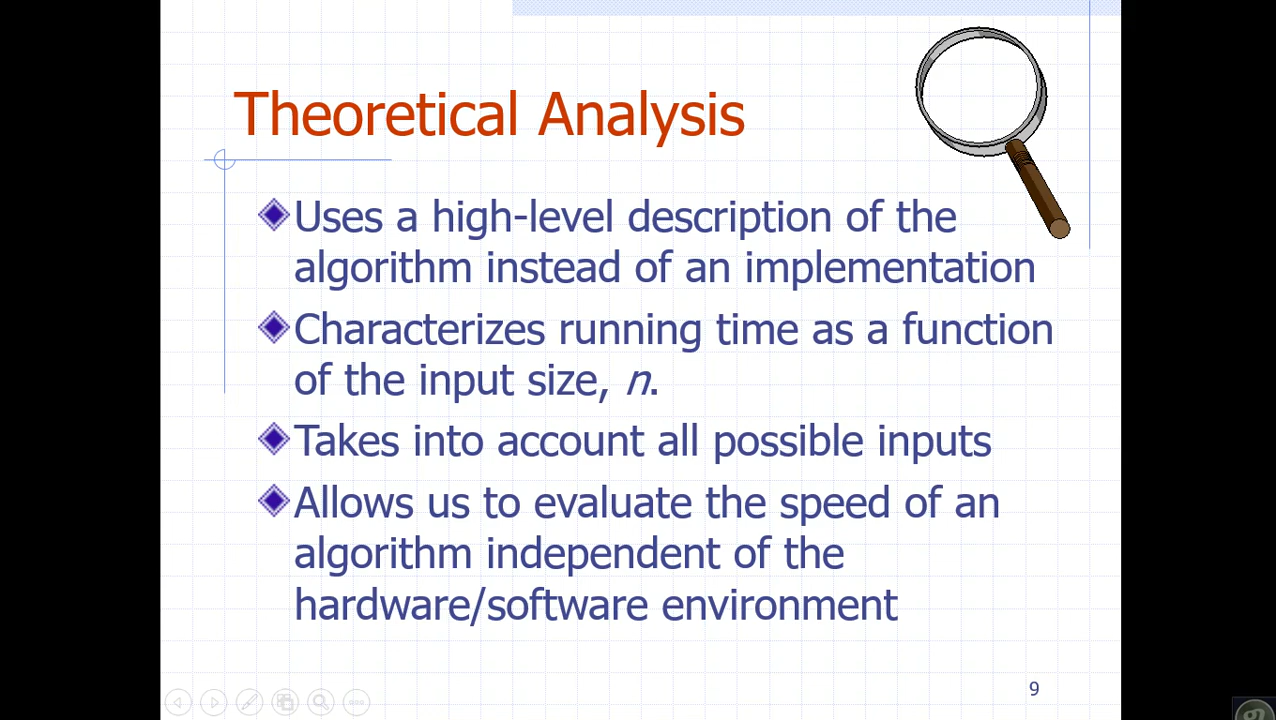 Theoretical Analysis
Uses a high-level description of the
algorithm instead of an implementation
Characterizes running time as a function
of the input size, n.
Takes into account all possible inputs
Allows us to evaluate the speed of an
algorithm independent of the
hardware/software environment
9